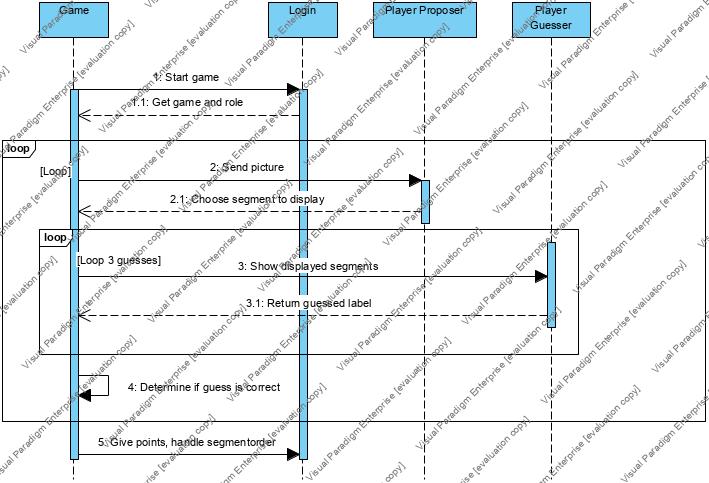 Game
Login
Player Proposer
Player
Guesser
1: Start game
1.1: Get game and role
loop
[Loop]
2: Send picture
2.1: Choose segment to display
loop
[Loop 3 guesses]
3: Show displayed segments
3.1: Return guessed label
4: Determine if guess is correct
5: Give points, handle segmentorder
Visual Paradigm Enterprise [evaluation copy]